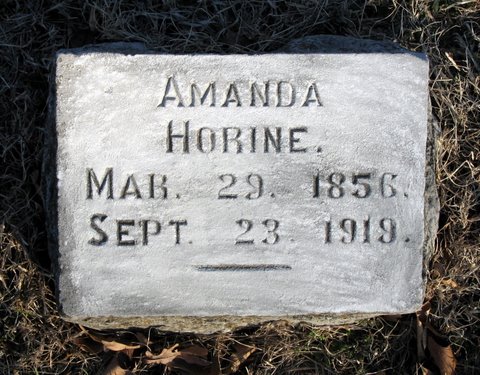 AMANDA
HORINE.
MAR. 29. 1856.
SEPT. 23. 1919.